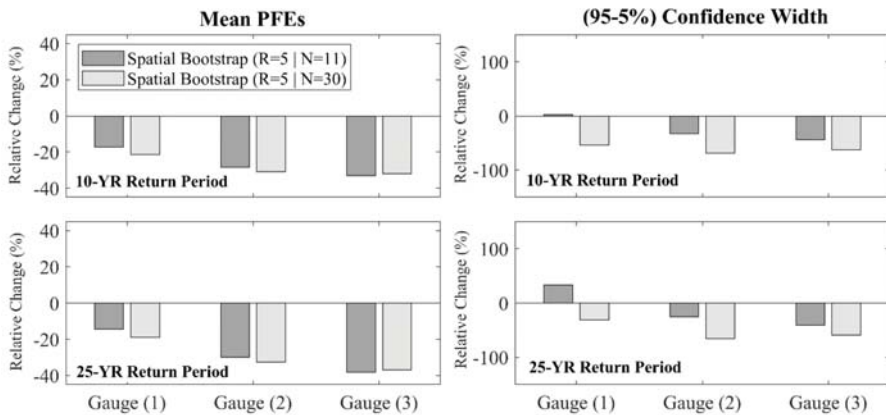 Mean PFEs
(95-5%) Confidence Width
Relative Change (%)
40
20
0
-20
-40
Spatial Bootstrap (R=5 | N=11)
Spatial Bootstrap (R=5 | N=30)
10-YR Return Period
Relative Change (%)
100
0
-100
10-YR Return Period
Relative Change (%)
40
20
0
-20
-40
25-YR Return Period
Gauge (1)
Gauge (2)
Gauge (3)
Relative Change (%)
100
0
-100
25-YR Return Period
Gauge (1)
Gauge (2)
Gauge (3)